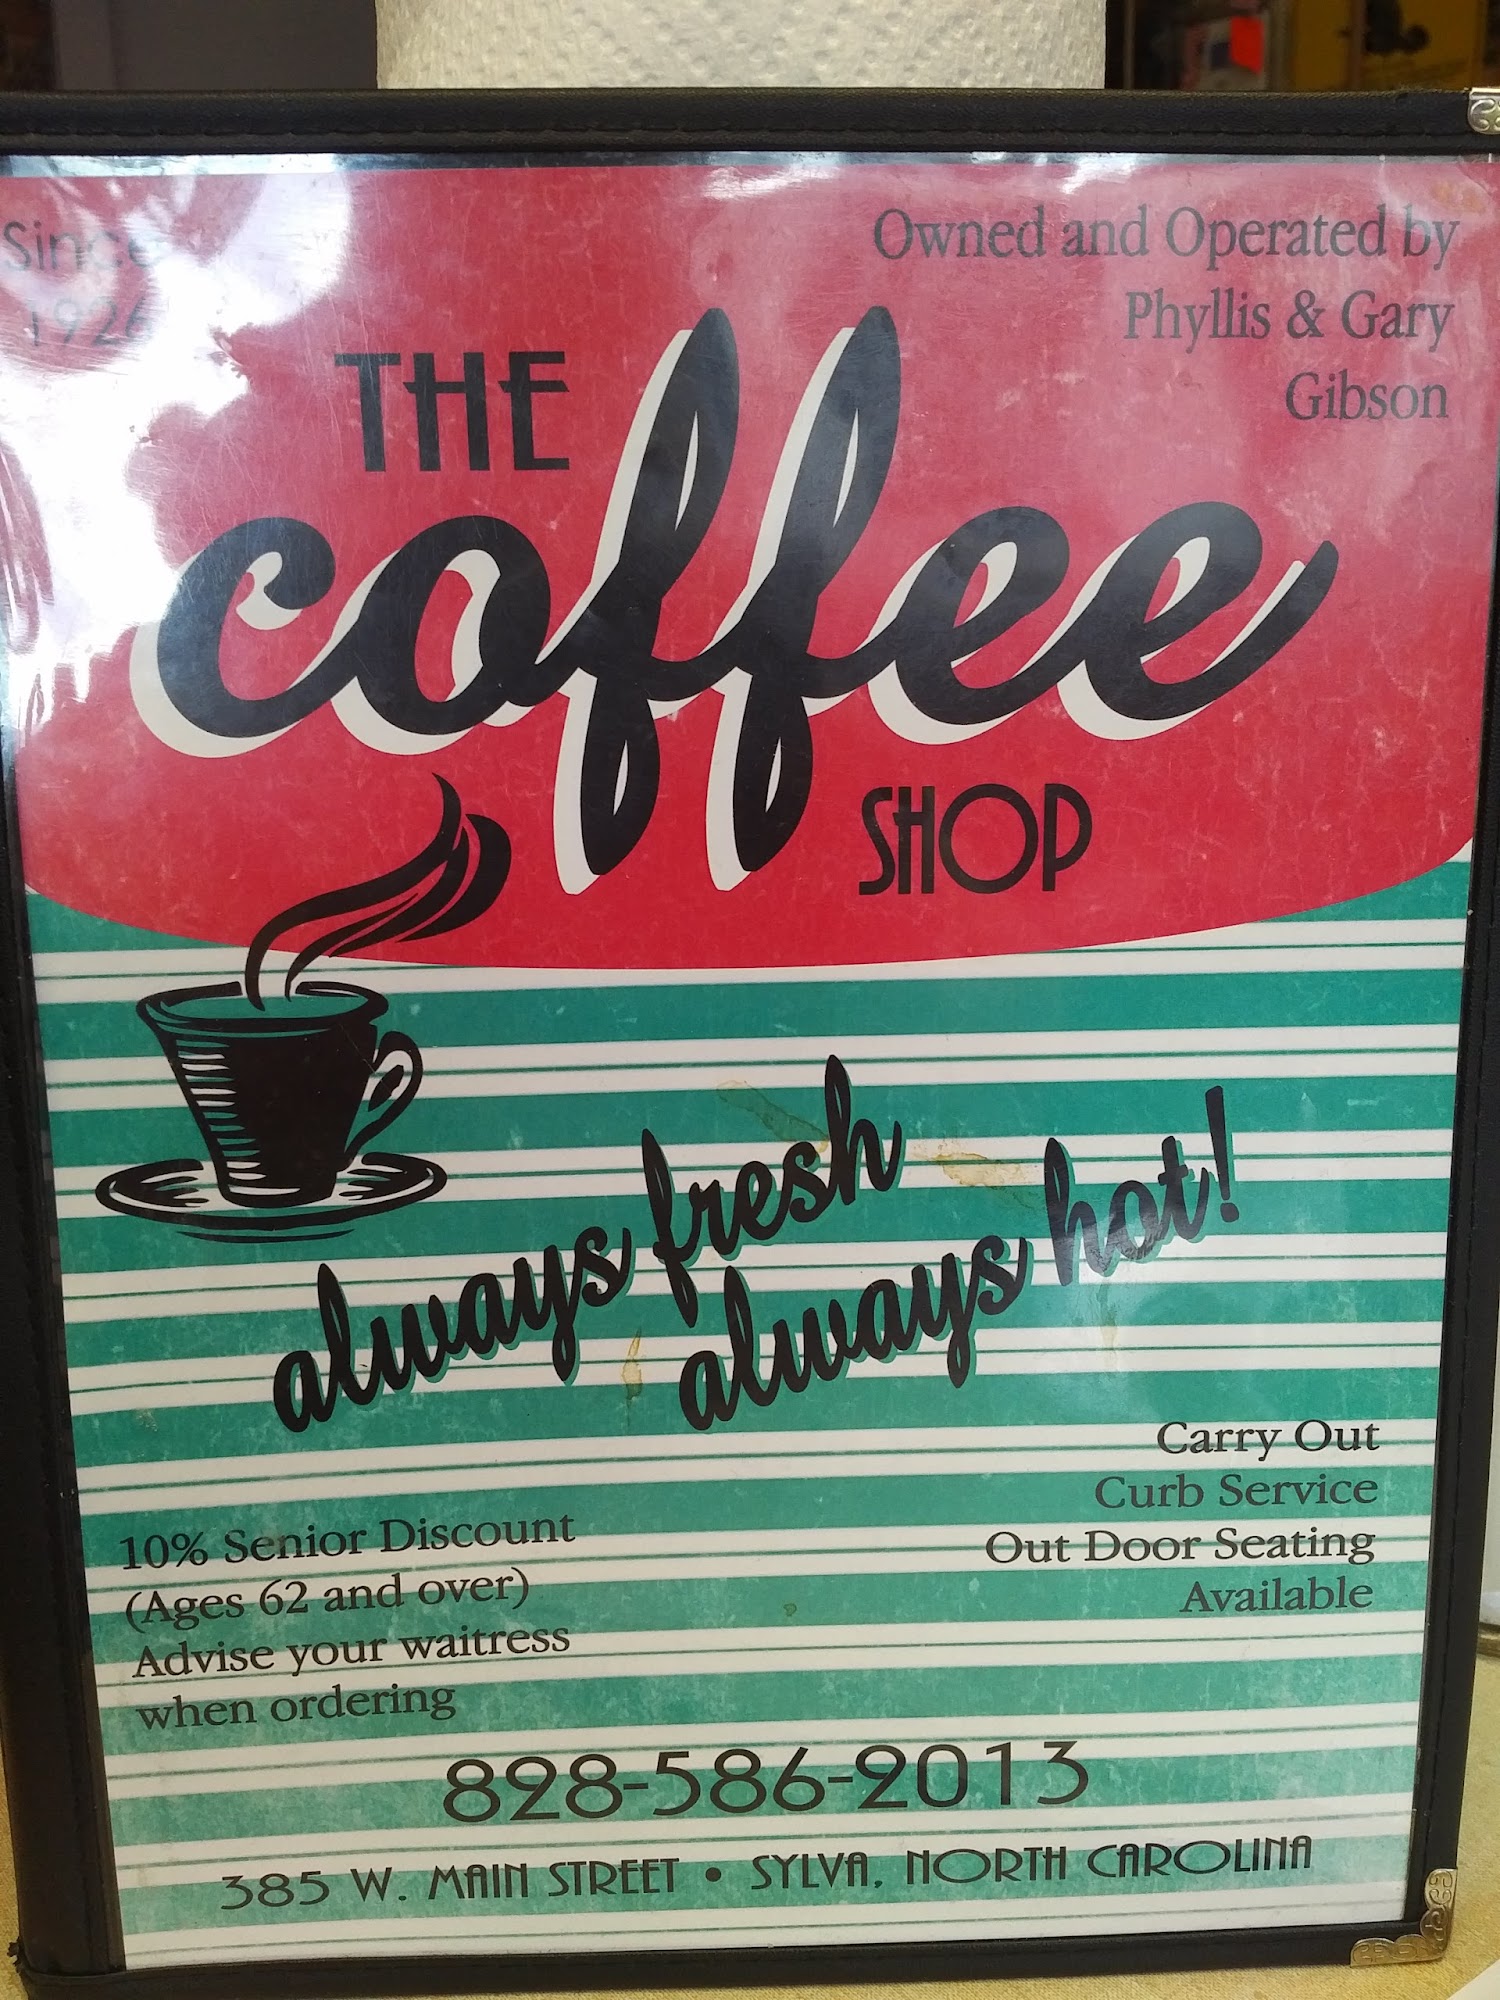 Since
1926
Owned and Operated by
Phyllis & Gary
Gibson
THE
coffee
SHOP
always fresh
always hot!
Carry Out
Curb Service
Out Door Seating
Available
10% Senior Discount
(Ages 62 and over)
Advise your waitress
when ordering
828-586-2013
385 W. MAIN STREET • SYLVA, NORTH CAROLINA